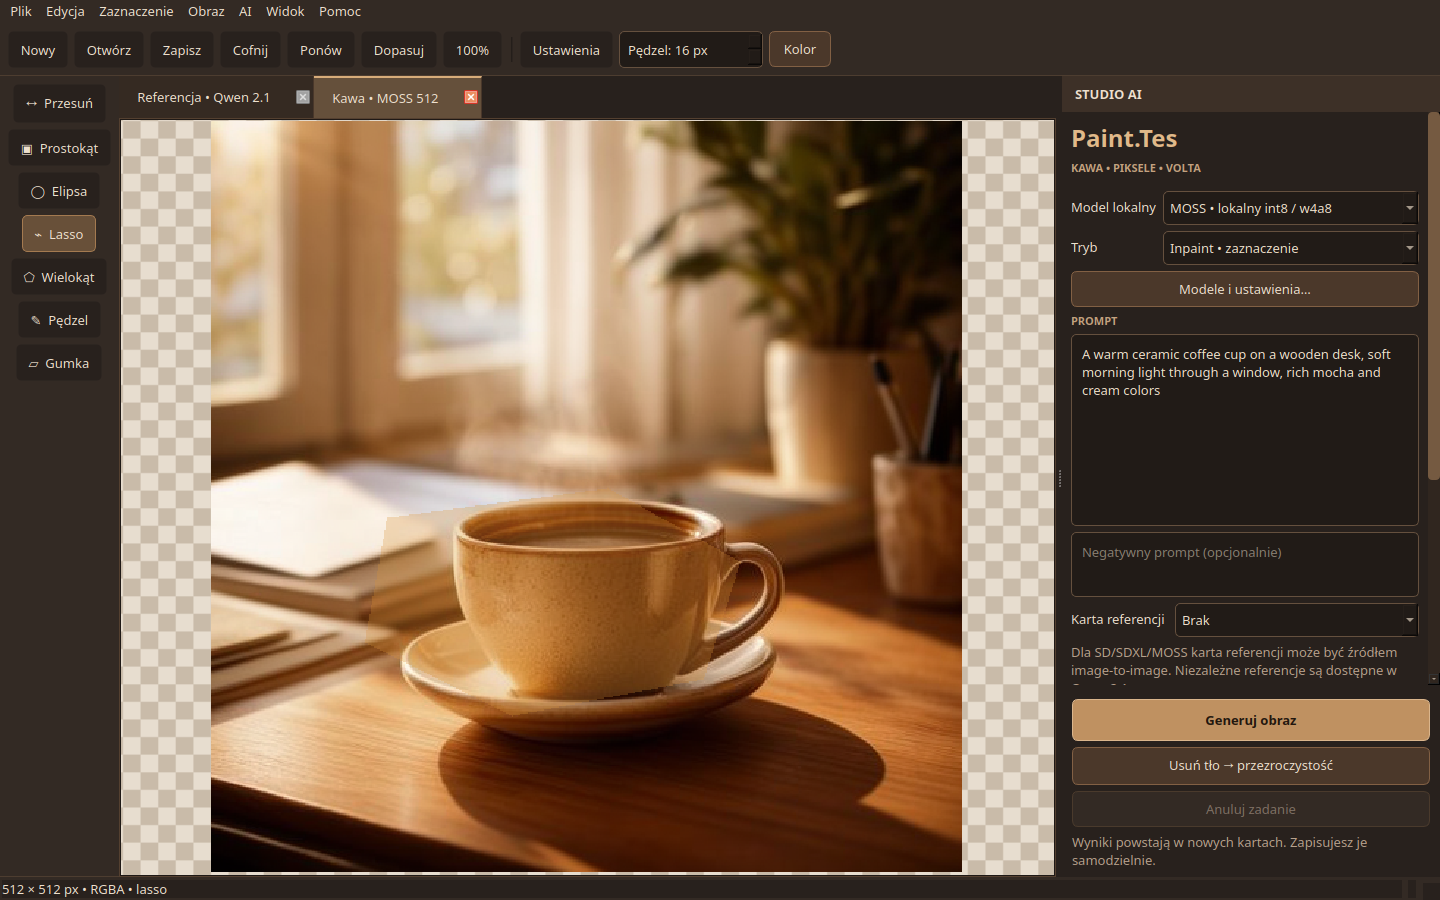 Plik Edycja Zaznaczenie Obraz AI Widok Pomoc
Nowy Otwórz Zapisz Cofnij Ponów Dopasuj 100% Ustawienia Pędzel: 16 px Kolor
Przesuń
Prostokąt
Elipsa
Lasso
Wielokąt
Pędzel
Gumka
Referencja • Qwen 2.1
Kawa • MOSS 512
STUDIO AI
Paint.Tes
KAWA • PIKSELE • VOLTA
Model lokalny MOSS • lokalny int8 / w4a8
Tryb Inpaint • zaznaczenie
Modele i ustawienia...
PROMPT
A warm ceramic coffee cup on a wooden desk, soft
morning light through a window, rich mocha and
cream colors
Negatywny prompt (opcjonalnie)
Karta referencji Brak
Dla SD/SDXL/MOSS karta referencji może być źródłem
image-to-image. Niezależne referencje są dostępne w
Generuj obraz
Usuń tło → przezroczystość
Anuluj zadanie
Wyniki powstają w nowych kartach. Zapisujesz je
samodzielnie.
512 × 512 px • RGBA • lasso